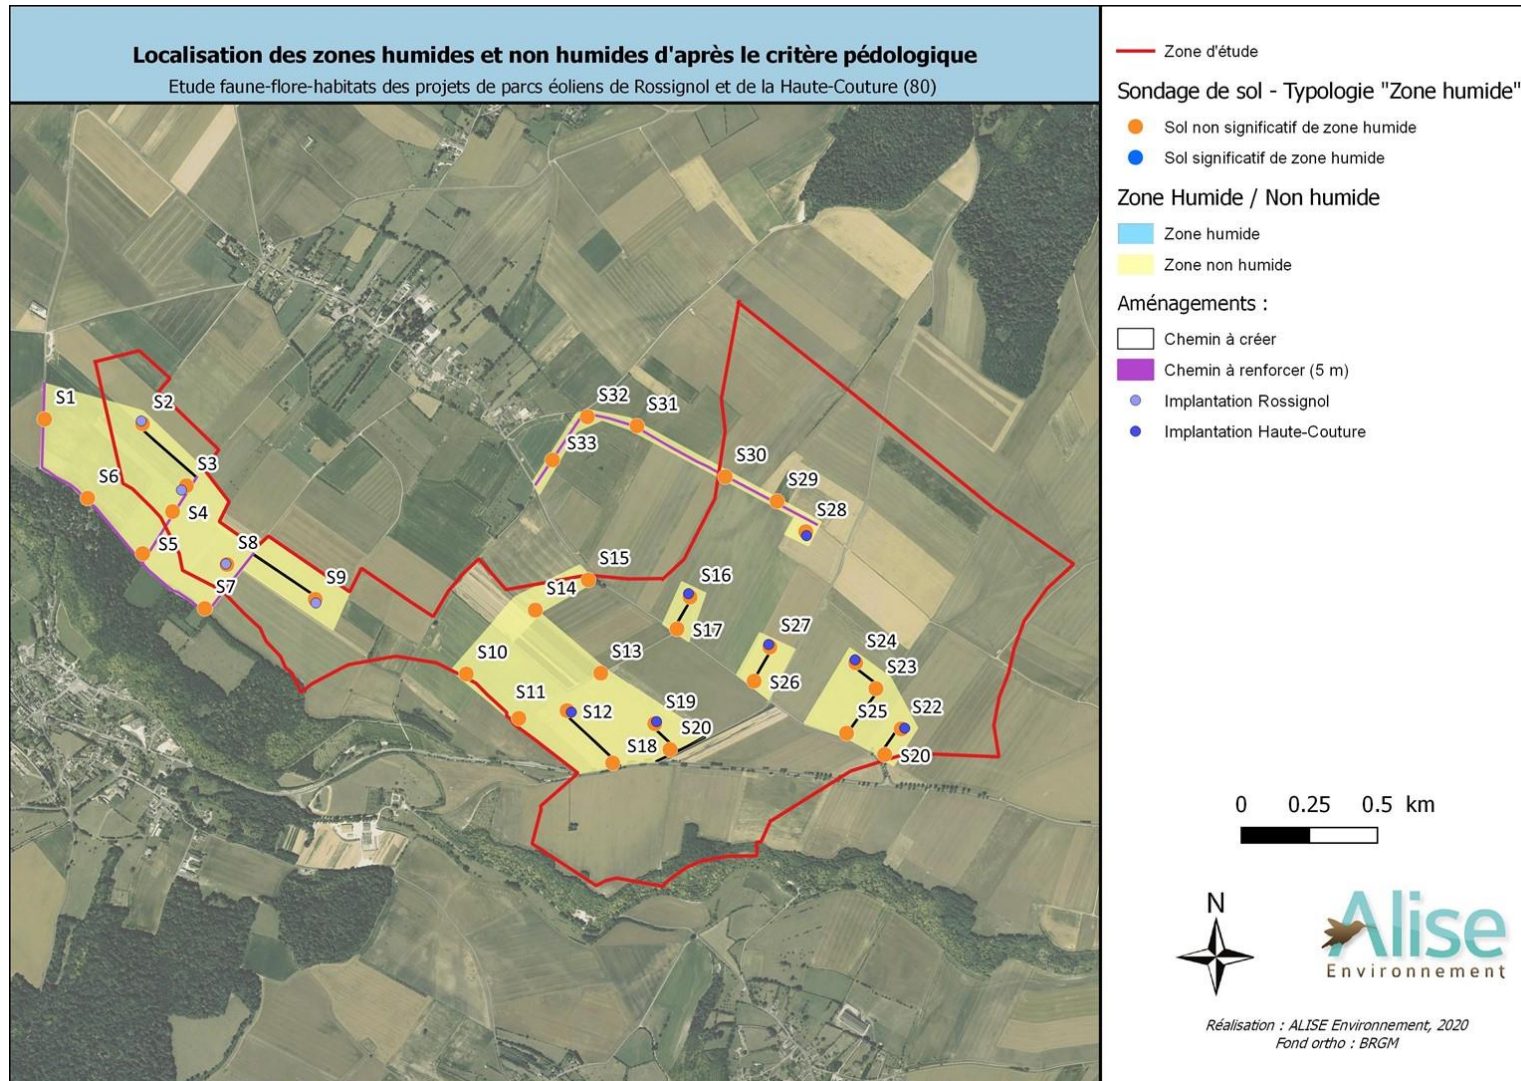 Localisation des zones humides et non humides d'après le critère pédologique
Etude faune-flore-habitats des projets de parcs éoliens de Rossignol et de la Haute-Couture (80)
Zone d'étude
Sondage de sol - Typologie "Zone humide"
Sol non significatif de zone humide
Sol significatif de zone humide
Zone Humide / Non humide
Zone humide
Zone non humide
Aménagements :
Chemin à créer
Chemin à renforcer (5 m)
Implantation Rossignol
Implantation Haute-Couture
S1
S2
S3
S6
S4
S5
S8
S7
S9
S32
S31
S33
S30
S29
S28
S15
S14
S16
S17
S13
S10
S11
S12
S27
S26
S24
S23
S19
S20
S18
S25
S22
S20
0 0.25 0.5 km
N
Alise
Environnement
Réalisation : ALISE Environnement, 2020
Fond ortho : BRGM